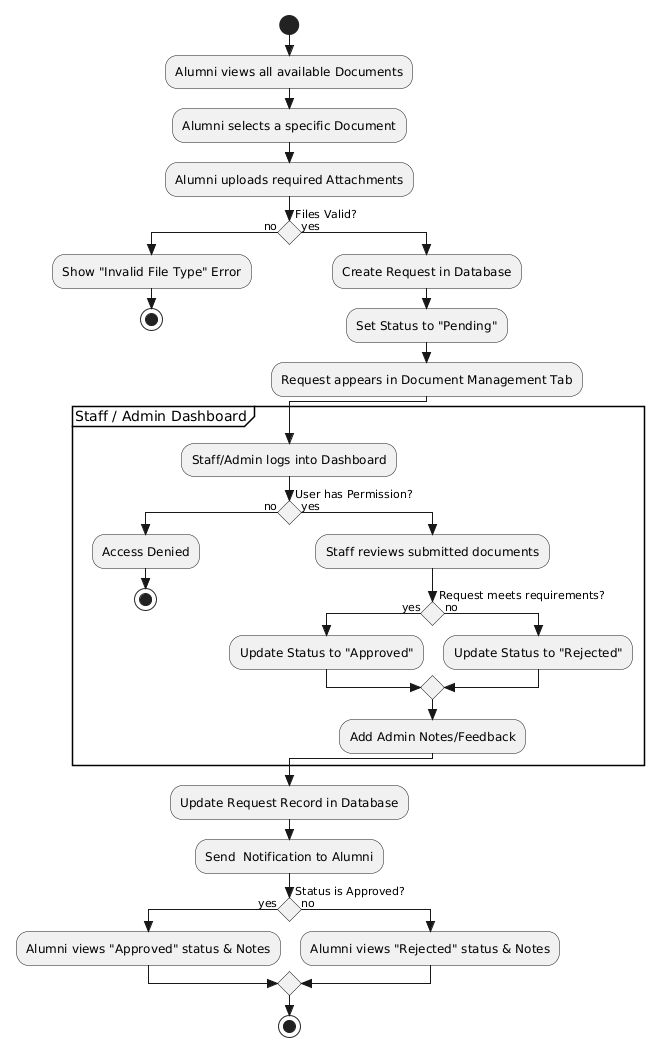 Alumni views all available Documents
Alumni selects a specific Document
Alumni uploads required Attachments
Files Valid?
no
yes
Show "Invalid File Type" Error
Create Request in Database
Set Status to "Pending"
Request appears in Document Management Tab
Staff / Admin Dashboard
Staff/Admin logs into Dashboard
User has Permission?
no
yes
Access Denied
Staff reviews submitted documents
Request meets requirements?
yes
no
Update Status to "Approved"
Update Status to "Rejected"
Add Admin Notes/Feedback
Update Request Record in Database
Send  Notification to Alumni
Status is Approved?
yes
no
Alumni views "Approved" status & Notes
Alumni views "Rejected" status & Notes